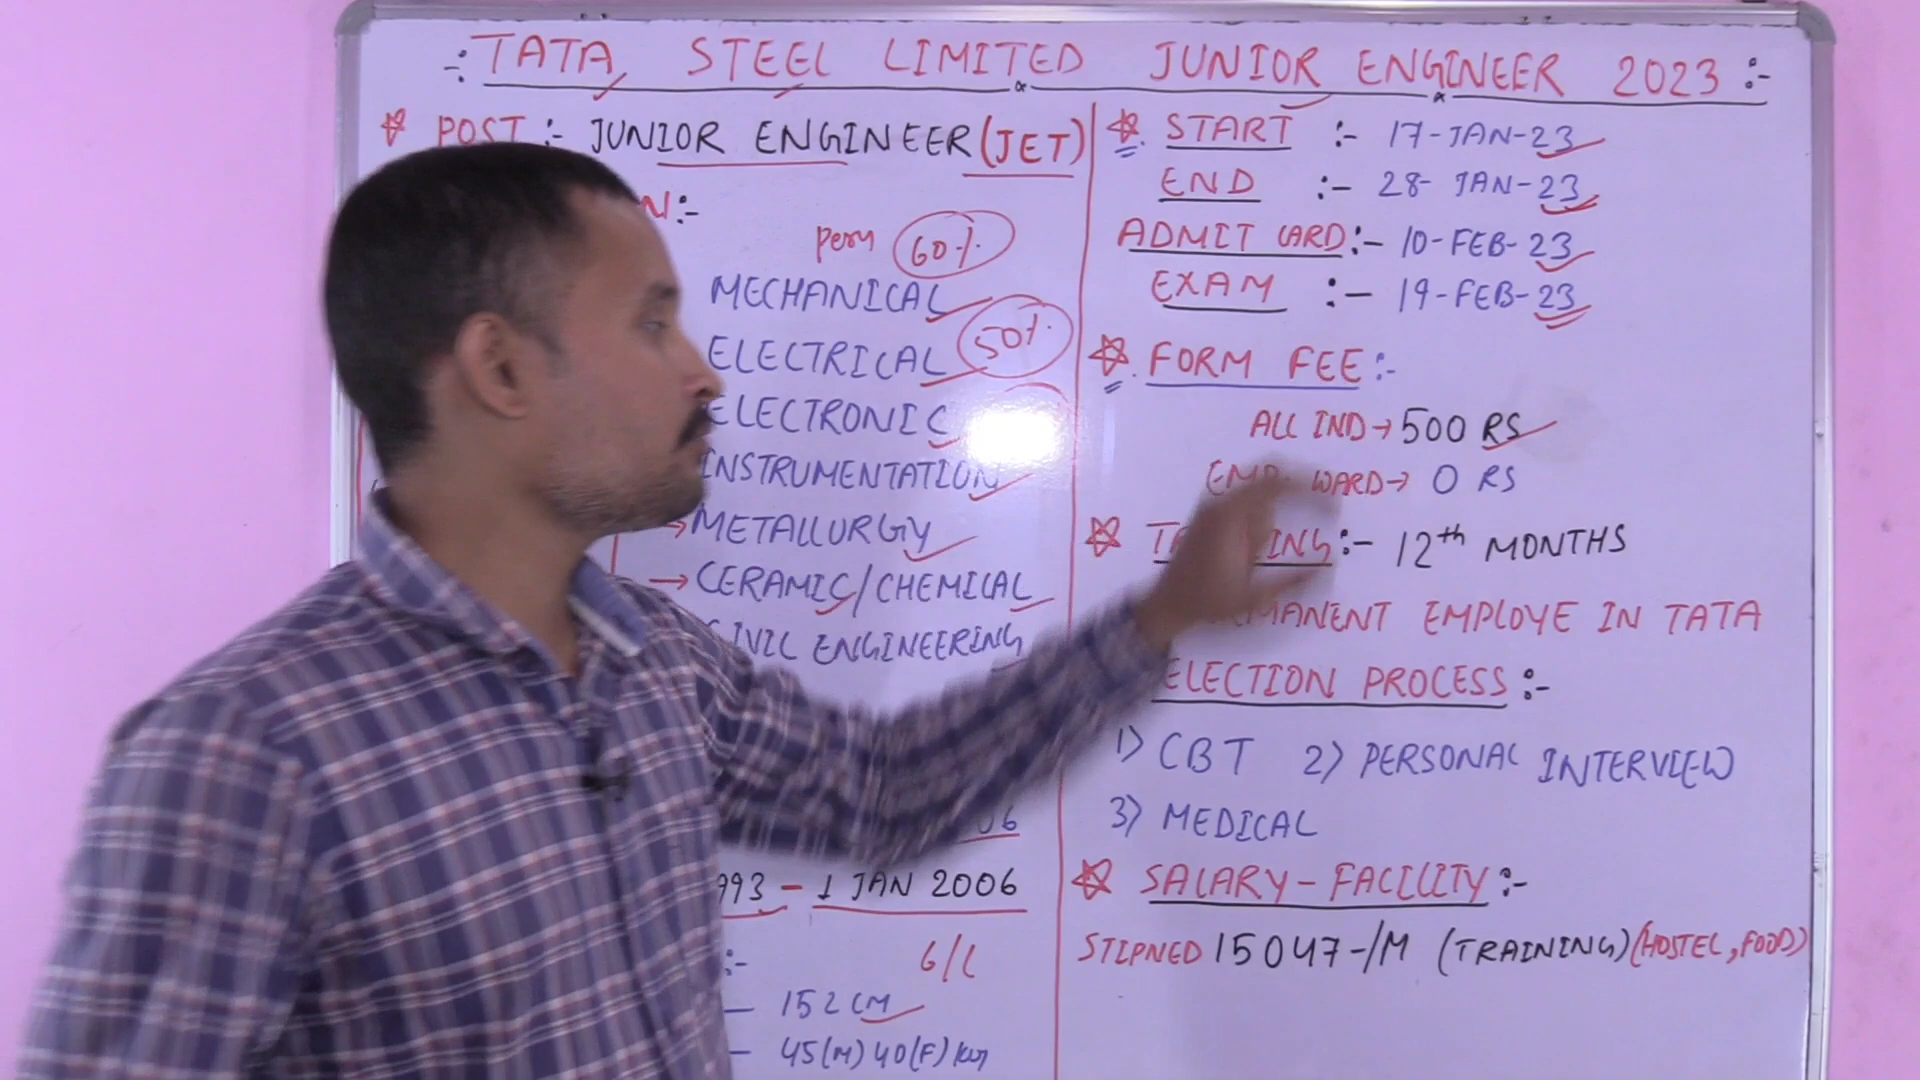 :- TATA STEEL LIMITED JUNIOR ENGINEER 2023 :-
POST :- JUNIOR ENGINEER (JET)
N:-
60%
MECHANICAL
ELECTRICAL 50%
ELECTRONIC
INSTRUMENTATION
→ METALLURGY
→ CERAMIC/CHEMICAL
CIVIL ENGINEERING
06
993 - 1 JAN 2006
:- G/L
- 152 CM
- 45(M) 40(F) kg
START :- 17-JAN-23
END :- 28-JAN-23
ADMIT CARD :- 10-FEB-23
EXAM :- 19-FEB-23
FORM FEE :-
ALL IND → 500 RS
EMP WARD → 0 RS
TRAINING :- 12th MONTHS
MANENT EMPLOYE IN TATA
ELECTION PROCESS :-
1) CBT 2) PERSONAL INTERVIEW
3) MEDICAL
SALARY-FACILITY :-
STIPNED 15047-/M (TRAINING) (HOSTEL, FOOD)